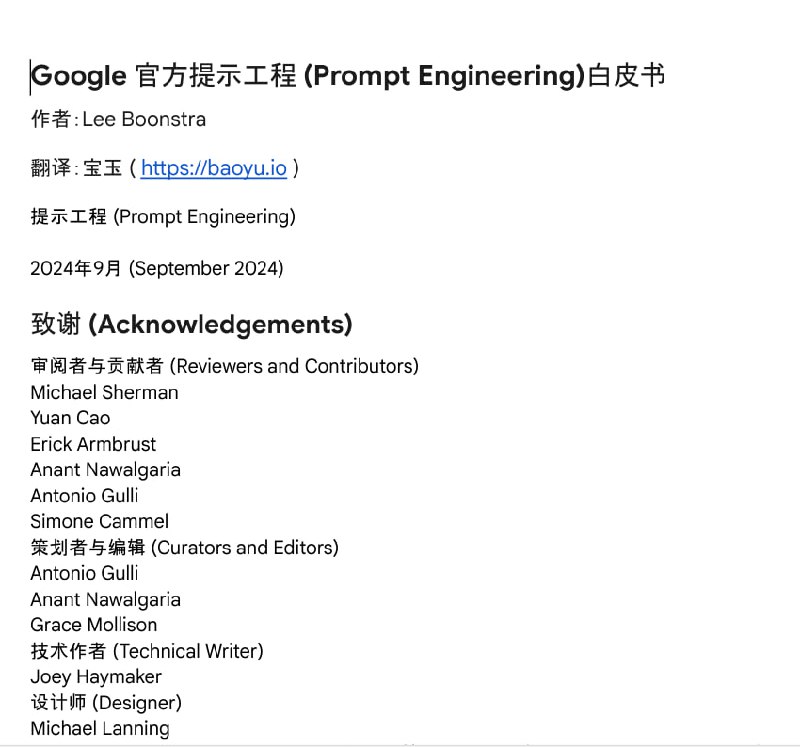 Google 官方提示工程 (Prompt Engineering)白皮书
作者: Lee Boonstra
翻译: 宝玉 ( https://baoyu.io )
提示工程 (Prompt Engineering)
2024年9月 (September 2024)
致谢 (Acknowledgements)
审阅者与贡献者 (Reviewers and Contributors)
Michael Sherman
Yuan Cao
Erick Armbrust
Anant Nawalgaria
Antonio Gulli
Simone Cammel
策划者与编辑 (Curators and Editors)
Antonio Gulli
Anant Nawalgaria
Grace Mollison
技术作者 (Technical Writer)
Joey Haymaker
设计师 (Designer)
Michael Lanning